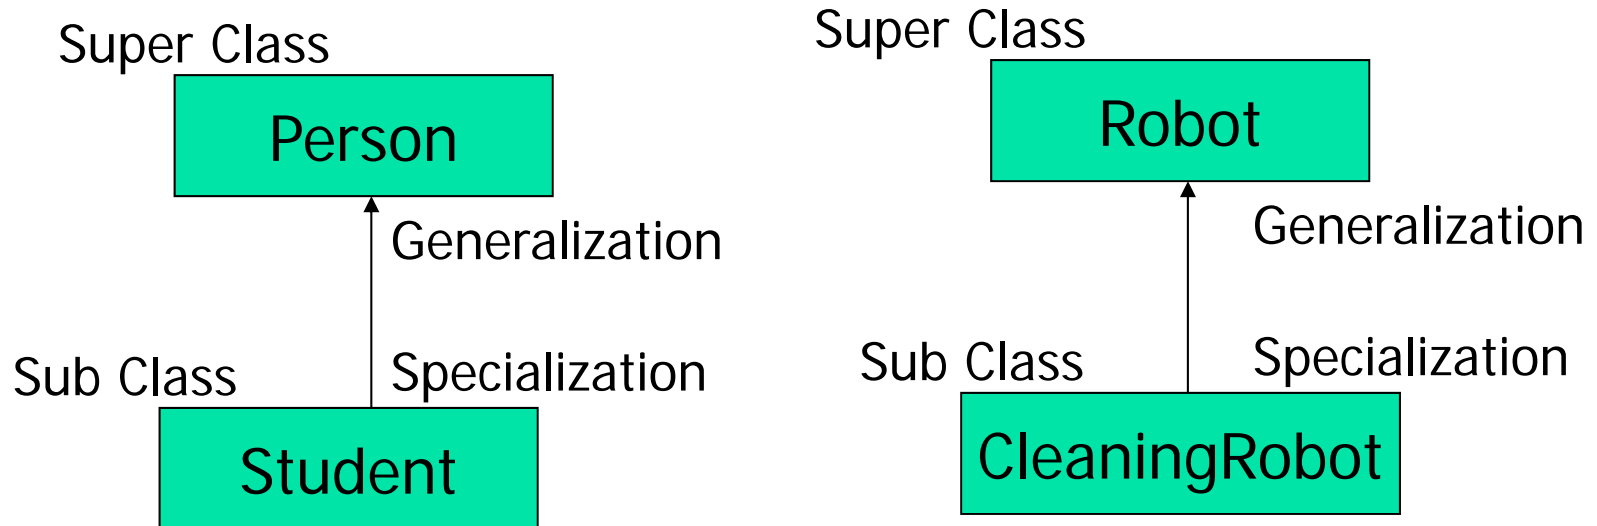 Super Class
Person
Generalization
Specialization
Sub Class
Student
Super Class
Robot
Generalization
Specialization
Sub Class
CleaningRobot